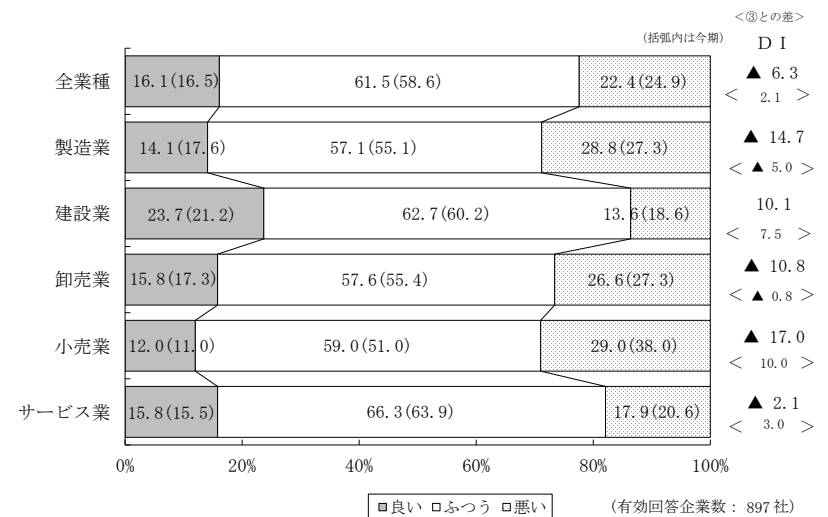 ＜③との差＞
(括弧内は今期)
ＤＩ
全業種 16.1(16.5) 61.5(58.6) 22.4(24.9) ▲ 6.3
＜ 2.1 ＞
製造業 14.1(17.6) 57.1(55.1) 28.8(27.3) ▲ 14.7
＜ ▲ 5.0 ＞
建設業 23.7(21.2) 62.7(60.2) 13.6(18.6) 10.1
＜ 7.5 ＞
卸売業 15.8(17.3) 57.6(55.4) 26.6(27.3) ▲ 10.8
＜ ▲ 0.8 ＞
小売業 12.0(11.0) 59.0(51.0) 29.0(38.0) ▲ 17.0
＜ 10.0 ＞
サービス業 15.8(15.5) 66.3(63.9) 17.9(20.6) ▲ 2.1
＜ 3.0 ＞
0% 20% 40% 60% 80% 100%
良い ふつう 悪い (有効回答企業数： 897社)